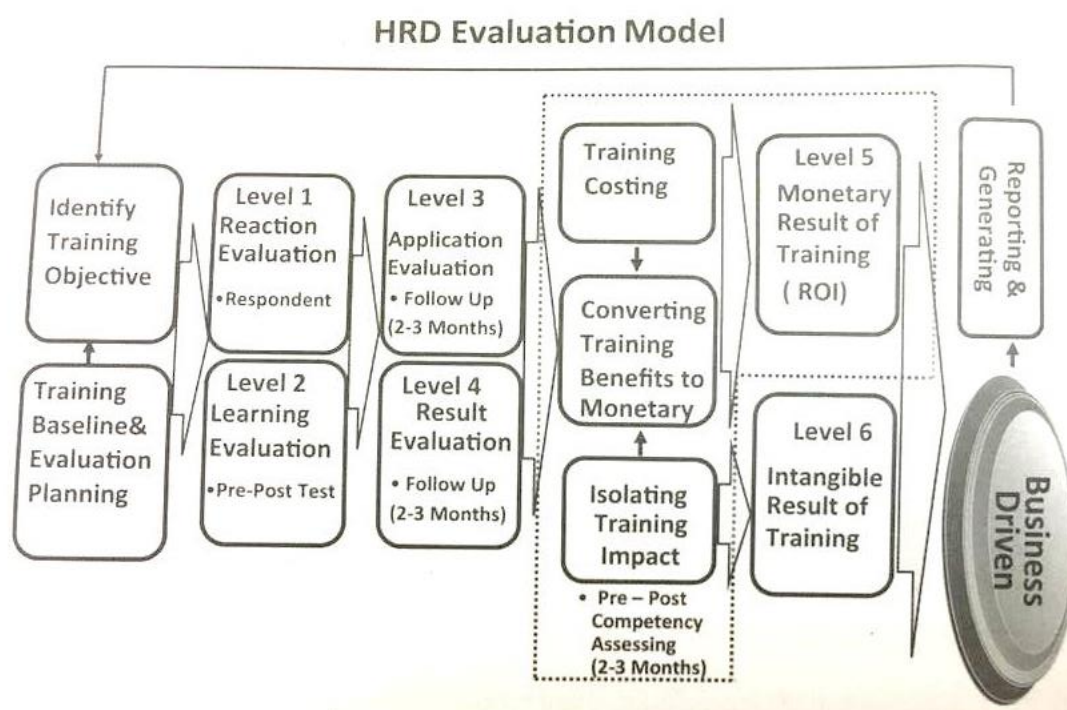 HRD Evaluation Model
Identify
Training
Objective
Training
Baseline&
Evaluation
Planning
Level 1
Reaction
Evaluation
• Respondent
Level 2
Learning
Evaluation
• Pre-Post Test
Level 3
Application
Evaluation
• Follow Up
(2-3 Months)
Level 4
Result
Evaluation
• Follow Up
(2-3 Months)
Training
Costing
Converting
Training
Benefits to
Monetary
Isolating
Training
Impact
• Pre – Post
Competency
Assessing
(2-3 Months)
Level 5
Monetary
Result of
Training
( ROI)
Level 6
Intangible
Result of
Training
Reporting &
Generating
Business
Driven